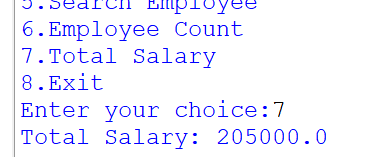 5.Search Employee
6.Employee Count
7.Total Salary
8.Exit
Enter your choice:7
Total Salary: 205000.0